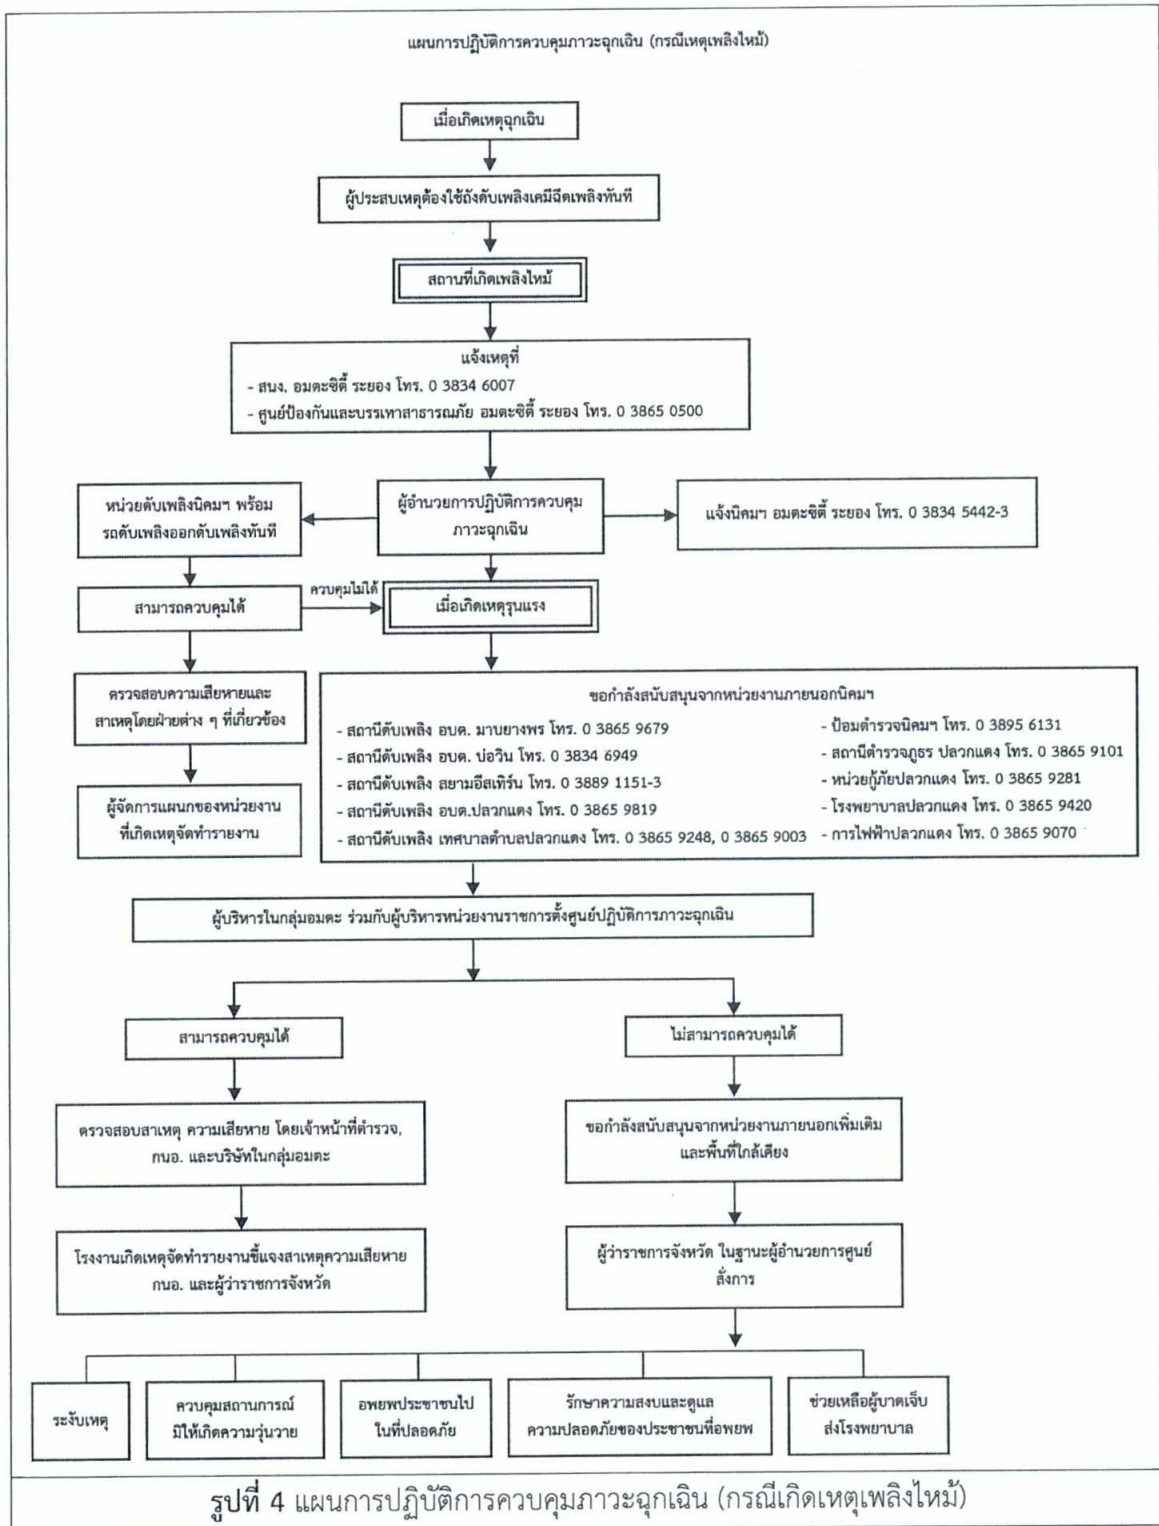 แผนการปฏิบัติการควบคุมภาวะฉุกเฉิน (กรณีเหตุเพลิงไหม้)
เมื่อเกิดเหตุฉุกเฉิน
ผู้ประสบเหตุต้องใช้ถังดับเพลิงเคมีฉีดเพลิงทันที
สถานที่เกิดเพลิงไหม้
แจ้งเหตุที่
- สนง. อมตะซิตี้ ระยอง โทร. 0 3834 6007
- ศูนย์ป้องกันและบรรเทาสาธารณภัย อมตะซิตี้ ระยอง โทร. 0 3865 0500
หน่วยดับเพลิงนิคมฯ พร้อม
รถดับเพลิงออกดับเพลิงทันที
ผู้อำนวยการปฏิบัติการควบคุม
ภาวะฉุกเฉิน
แจ้งนิคมฯ อมตะซิตี้ ระยอง โทร. 0 3834 5442-3
สามารถควบคุมได้
ควบคุมไม่ได้
เมื่อเกิดเหตุรุนแรง
ตรวจสอบความเสียหายและ
สาเหตุโดยฝ่ายต่าง ๆ ที่เกี่ยวข้อง
ผู้จัดการแผนกของหน่วยงาน
ที่เกิดเหตุจัดทำรายงาน
ขอกำลังสนับสนุนจากหน่วยงานภายนอกนิคมฯ
- สถานีดับเพลิง อบต. มาบยางพร โทร. 0 3865 9679
- สถานีดับเพลิง อบต. บ่อวิน โทร. 0 3834 6949
- สถานีดับเพลิง สยามอีสเทิร์น โทร. 0 3889 1151-3
- สถานีดับเพลิง อบต.ปลวกแดง โทร. 0 3865 9819
- สถานีดับเพลิง เทศบาลตำบลปลวกแดง โทร. 0 3865 9248, 0 3865 9003
- ป้อมตำรวจนิคมฯ โทร. 0 3895 6131
- สถานีตำรวจภูธร ปลวกแดง โทร. 0 3865 9101
- หน่วยกู้ภัยปลวกแดง โทร. 0 3865 9281
- โรงพยาบาลปลวกแดง โทร. 0 3865 9420
- การไฟฟ้าปลวกแดง โทร. 0 3865 9070
ผู้บริหารในกลุ่มอมตะ ร่วมกับผู้บริหารหน่วยงานราชการตั้งศูนย์ปฏิบัติการภาวะฉุกเฉิน
สามารถควบคุมได้
ไม่สามารถควบคุมได้
ตรวจสอบสาเหตุ ความเสียหาย โดยเจ้าหน้าที่ตำรวจ,
กนอ. และบริษัทในกลุ่มอมตะ
ขอกำลังสนับสนุนจากหน่วยงานภายนอกเพิ่มเติม
และพื้นที่ใกล้เคียง
โรงงานเกิดเหตุจัดทำรายงานชี้แจงสาเหตุความเสียหาย
กนอ. และผู้ว่าราชการจังหวัด
ผู้ว่าราชการจังหวัด ในฐานะผู้อำนวยการศูนย์
สั่งการ
ระงับเหตุ
ควบคุมสถานการณ์
มิให้เกิดความวุ่นวาย
อพยพประชาชนไป
ในที่ปลอดภัย
รักษาความสงบและดูแล
ความปลอดภัยของประชาชนที่อพยพ
ช่วยเหลือผู้บาดเจ็บ
ส่งโรงพยาบาล
รูปที่ 4 แผนการปฏิบัติการควบคุมภาวะฉุกเฉิน (กรณีเกิดเหตุเพลิงไหม้)